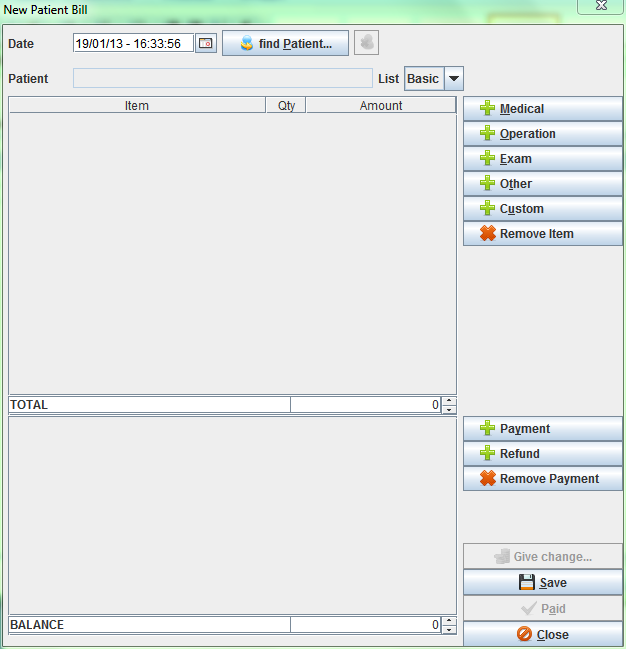 New Patient Bill
Date 19/01/13 - 16:33:56 find Patient...
Patient List Basic
Item Qty Amount
Medical
Operation
Exam
Other
Custom
Remove Item
TOTAL 0
Payment
Refund
Remove Payment
Give change...
Save
Paid
BALANCE 0
Close